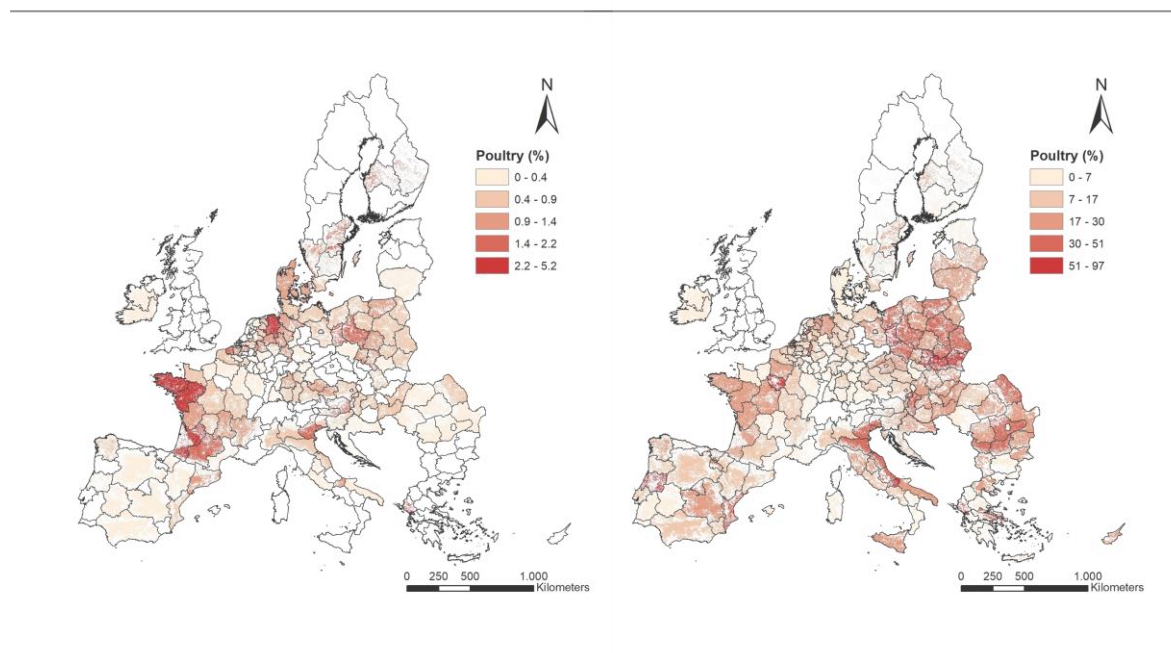 N
Poultry (%)
0 - 0.4
0.4 - 0.9
0.9 - 1.4
1.4 - 2.2
2.2 - 5.2
0 250 500 1.000
Kilometers
N
Poultry (%)
0 - 7
7 - 17
17 - 30
30 - 51
51 - 97
0 250 500 1.000
Kilometers